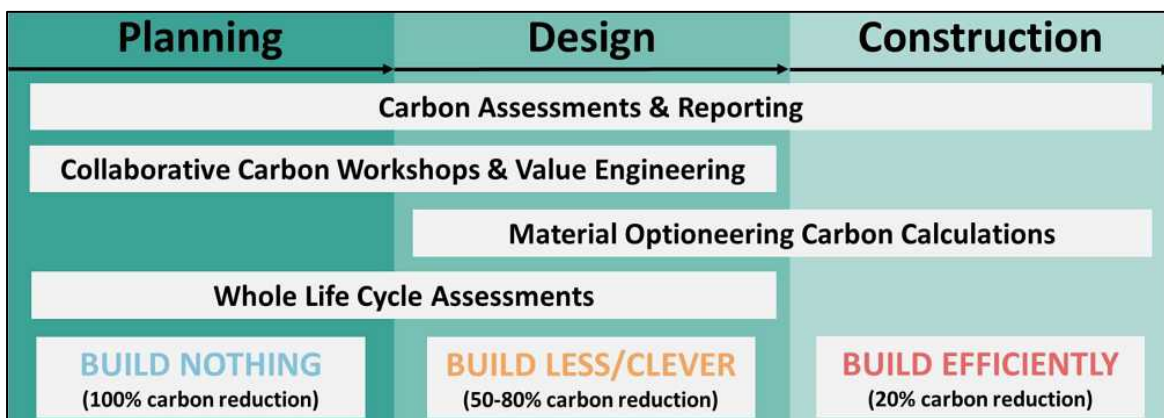 Planning
Design
Construction
Carbon Assessments & Reporting
Collaborative Carbon Workshops & Value Engineering
Material Optioneering Carbon Calculations
Whole Life Cycle Assessments
BUILD NOTHING
(100% carbon reduction)
BUILD LESS/CLEVER
(50-80% carbon reduction)
BUILD EFFICIENTLY
(20% carbon reduction)